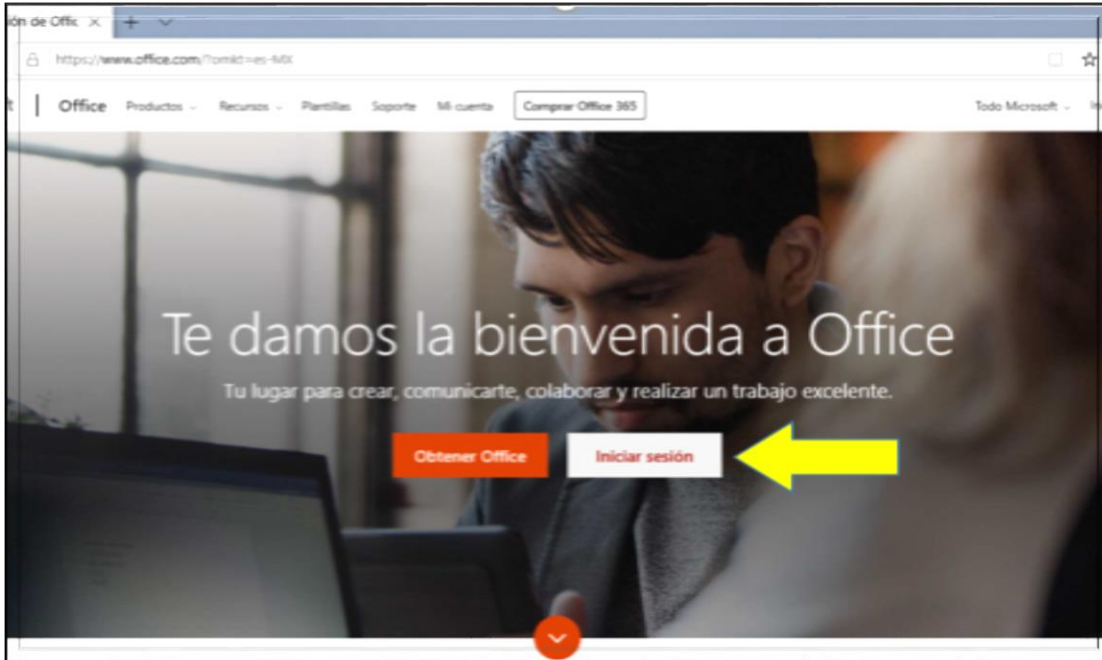 ón de Offic
https://www.office.com/?omkt=es-MX
Office Productos Recursos Plantillas Soporte Mi cuenta Comprar Office 365 Todo Microsoft
Te damos la bienvenida a Office
Tu lugar para crear, comunicarte, colaborar y realizar un trabajo excelente.
Obtener Office Iniciar sesión